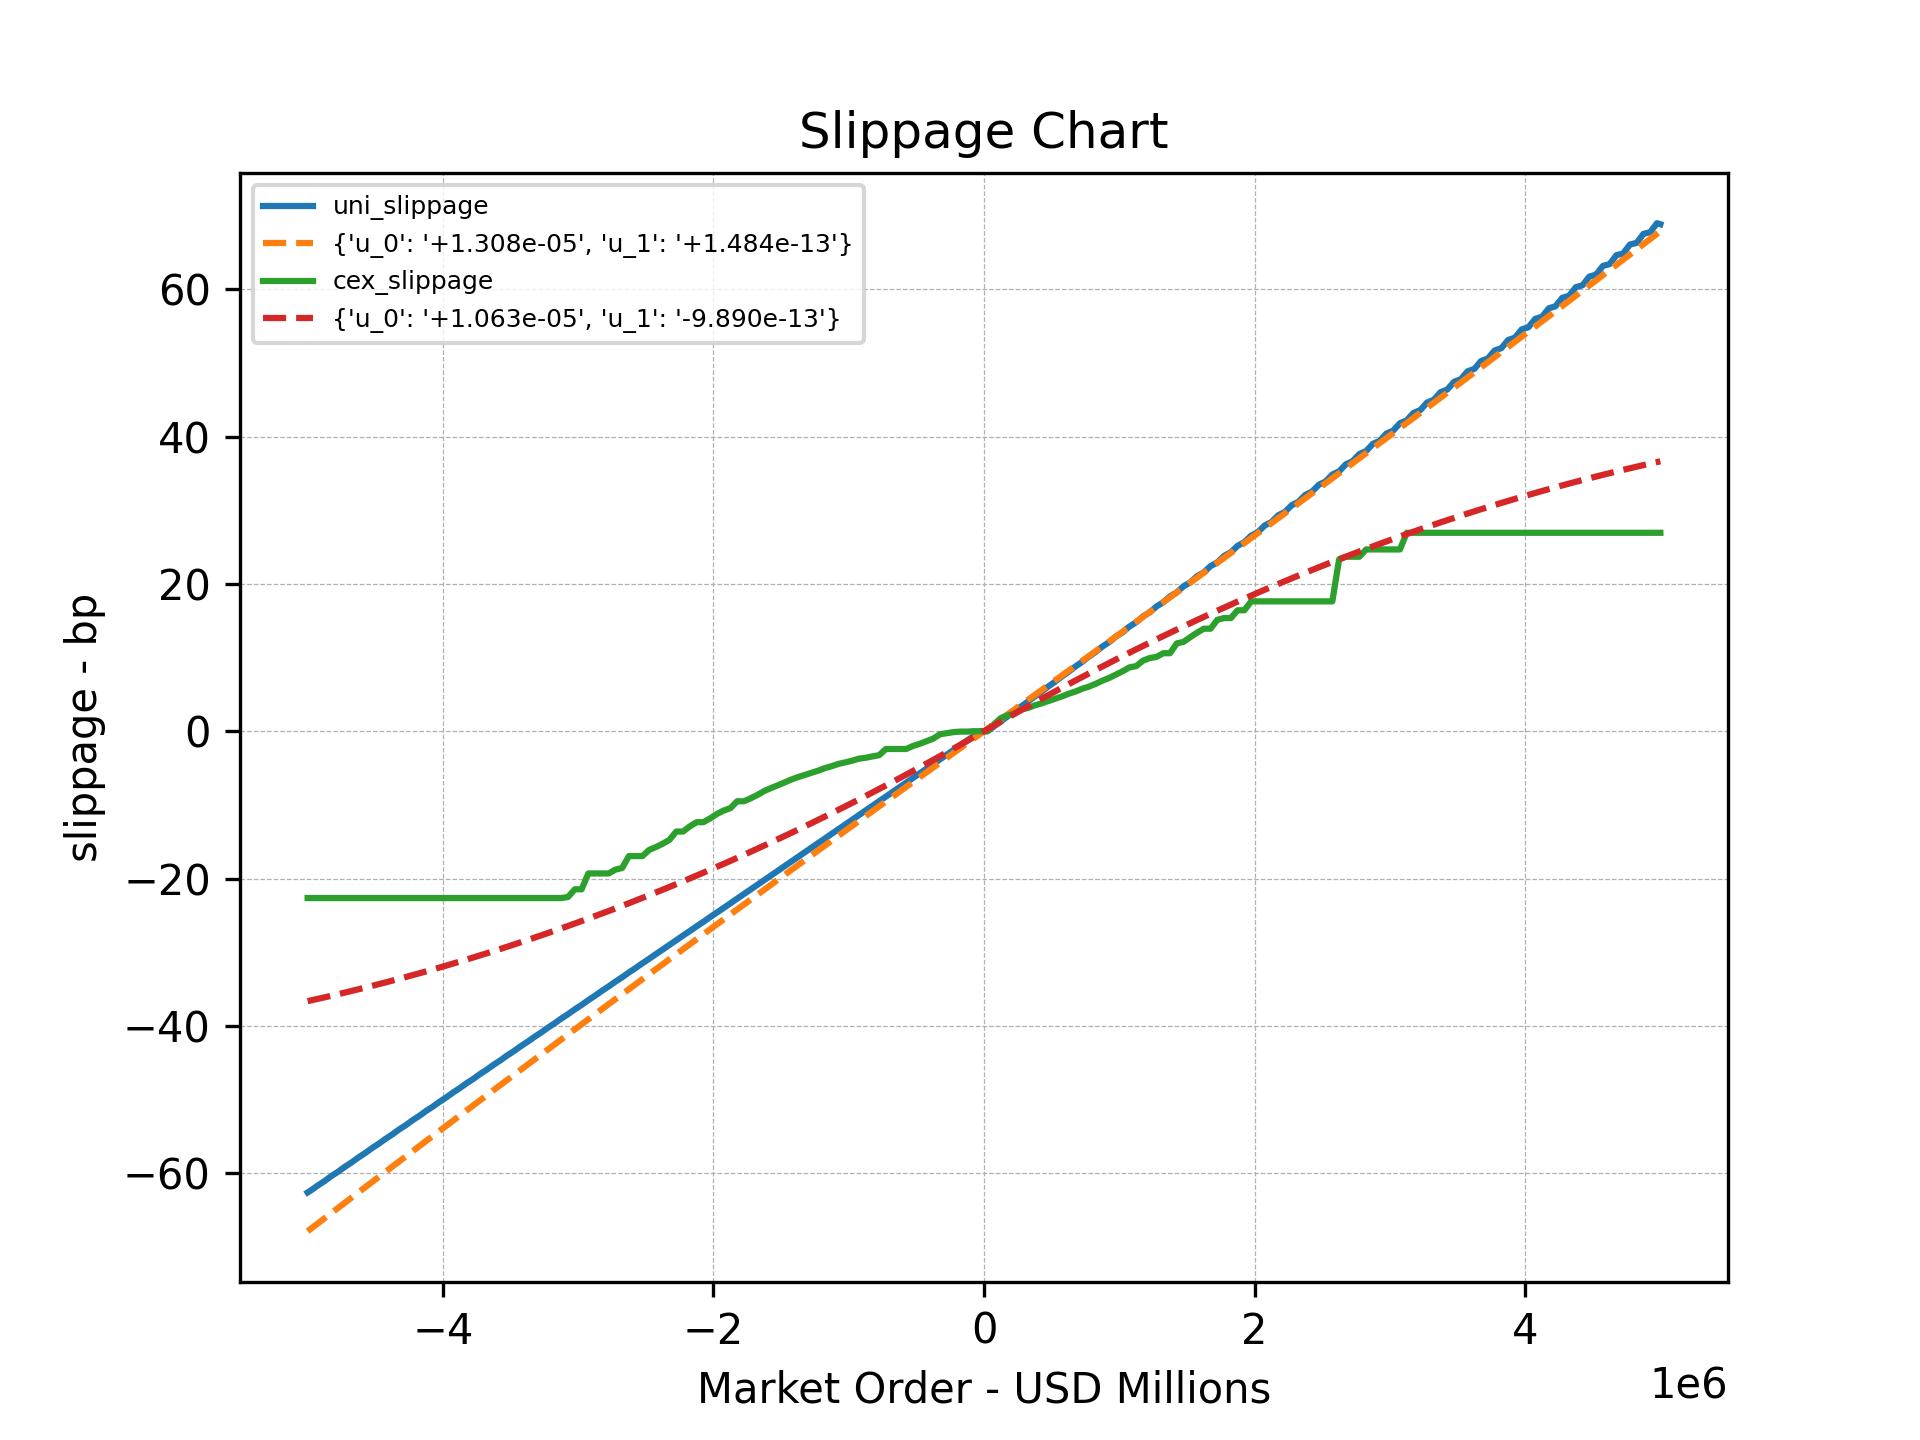 Slippage Chart
uni_slippage
{'u_0': '+1.308e-05', 'u_1': '+1.484e-13'}
cex_slippage
{'u_0': '+1.063e-05', 'u_1': '-9.890e-13'}
60
40
20
0
−20
−40
−60
slippage - bp
−4 −2 0 2 4
1e6
Market Order - USD Millions